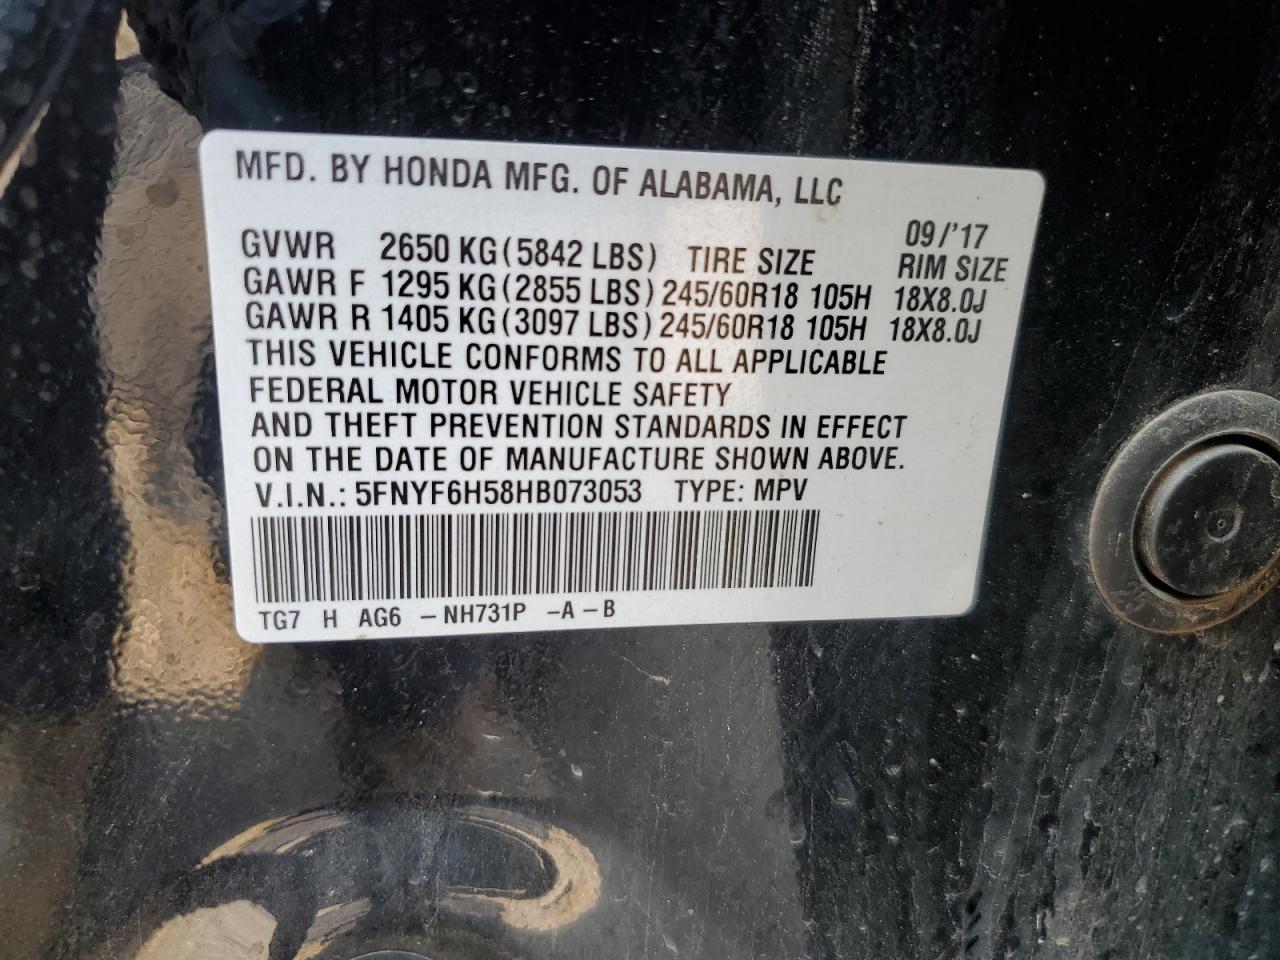 MFD. BY HONDA MFG. OF ALABAMA, LLC
09/'17
GVWR 2650 KG (5842 LBS) TIRE SIZE RIM SIZE
GAWR F 1295 KG (2855 LBS) 245/60R18 105H 18X8.0J
GAWR R 1405 KG (3097 LBS) 245/60R18 105H 18X8.0J
THIS VEHICLE CONFORMS TO ALL APPLICABLE
FEDERAL MOTOR VEHICLE SAFETY
AND THEFT PREVENTION STANDARDS IN EFFECT
ON THE DATE OF MANUFACTURE SHOWN ABOVE.
V.I.N.: 5FNYF6H58HB073053 TYPE: MPV
TG7 H AG6 –NH731P –A–B